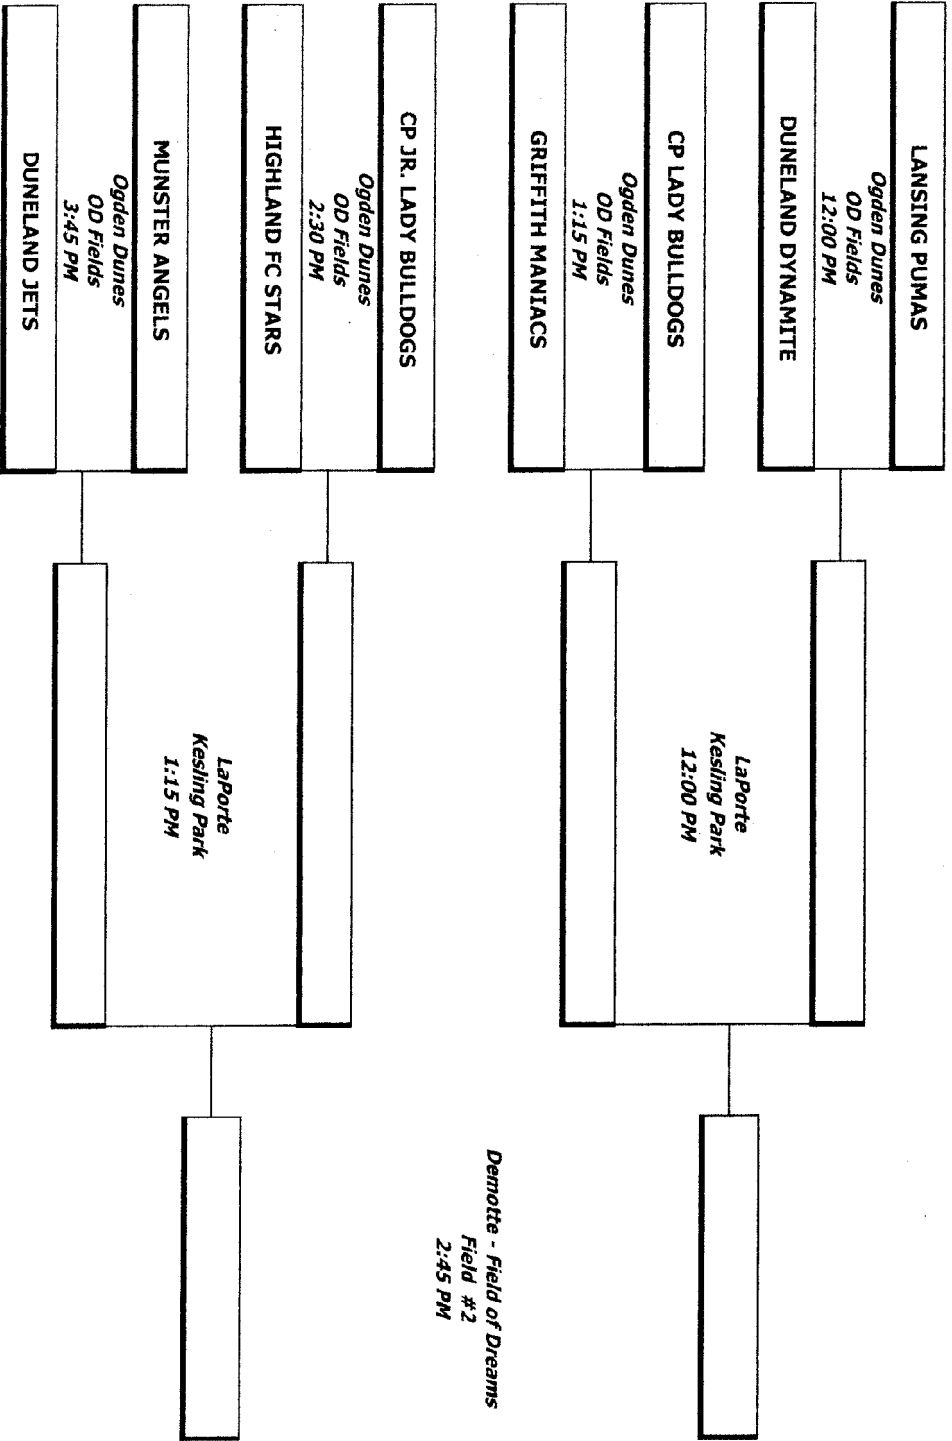 LANSING PUMAS
Ogden Dunes
OD Fields
12:00 PM
DUNELAND DYNAMITE
CP LADY BULLDOGS
Ogden Dunes
OD Fields
1:15 PM
GRIFFITH MANIACS
CP JR. LADY BULLDOGS
Ogden Dunes
OD Fields
2:30 PM
HIGHLAND FC STARS
MUNSTER ANGELS
Ogden Dunes
OD Fields
3:45 PM
DUNELAND JETS
LaPorte
Kesling Park
12:00 PM
LaPorte
Kesling Park
1:15 PM
Demotte - Field of Dreams
Field #2
2:45 PM